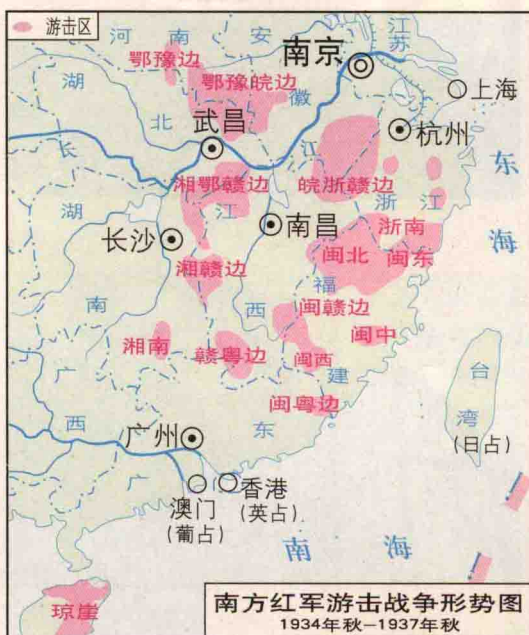 游击区
河 南
安
徽
江
苏
鄂豫边
鄂豫皖边
南京
上海
湖
北
武昌
杭州
长
江
东
海
湘鄂赣边
皖浙赣边
浙 江
湖
南
江
西
长沙
南昌
浙南
闽北
闽东
湘赣边
福
建
闽赣边
闽中
湘南
赣粤边
闽西
闽粤边
台
湾
(日占)
广
西
广州
广
东
澳门
(葡占)
香港
(英占)
南 海
琼崖
南方红军游击战争形势图
1934年秋—1937年秋